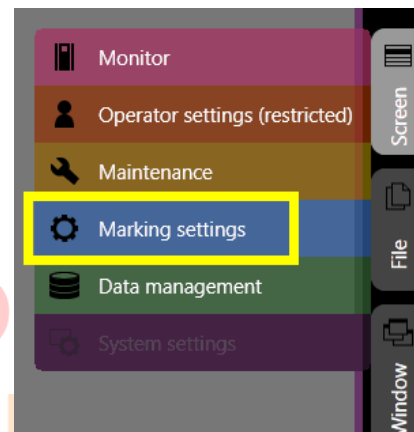 Monitor
Operator settings (restricted)
Maintenance
Marking settings
Data management
System settings
Screen
File
Window